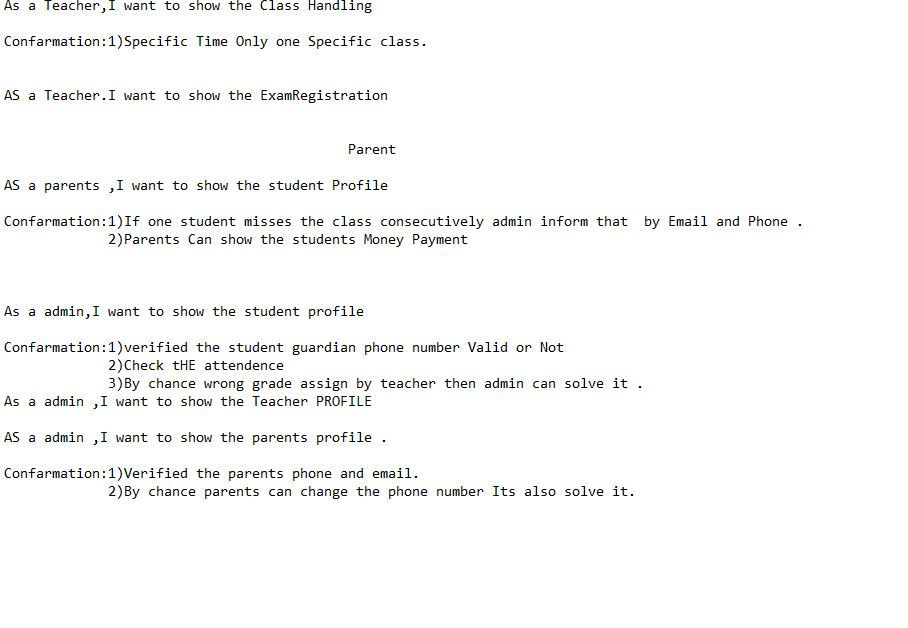 As a Teacher,I want to show the Class Handling
Confarmation:1)Specific Time Only one Specific class.
AS a Teacher.I want to show the ExamRegistration
Parent
AS a parents ,I want to show the student Profile
Confarmation:1)If one student misses the class consecutively admin inform that  by Email and Phone .
2)Parents Can show the students Money Payment
As a admin,I want to show the student profile
Confarmation:1)verified the student guardian phone number Valid or Not
2)Check tHE attendence
3)By chance wrong grade assign by teacher then admin can solve it .
As a admin ,I want to show the Teacher PROFILE
AS a admin ,I want to show the parents profile .
Confarmation:1)Verified the parents phone and email.
2)By chance parents can change the phone number Its also solve it.